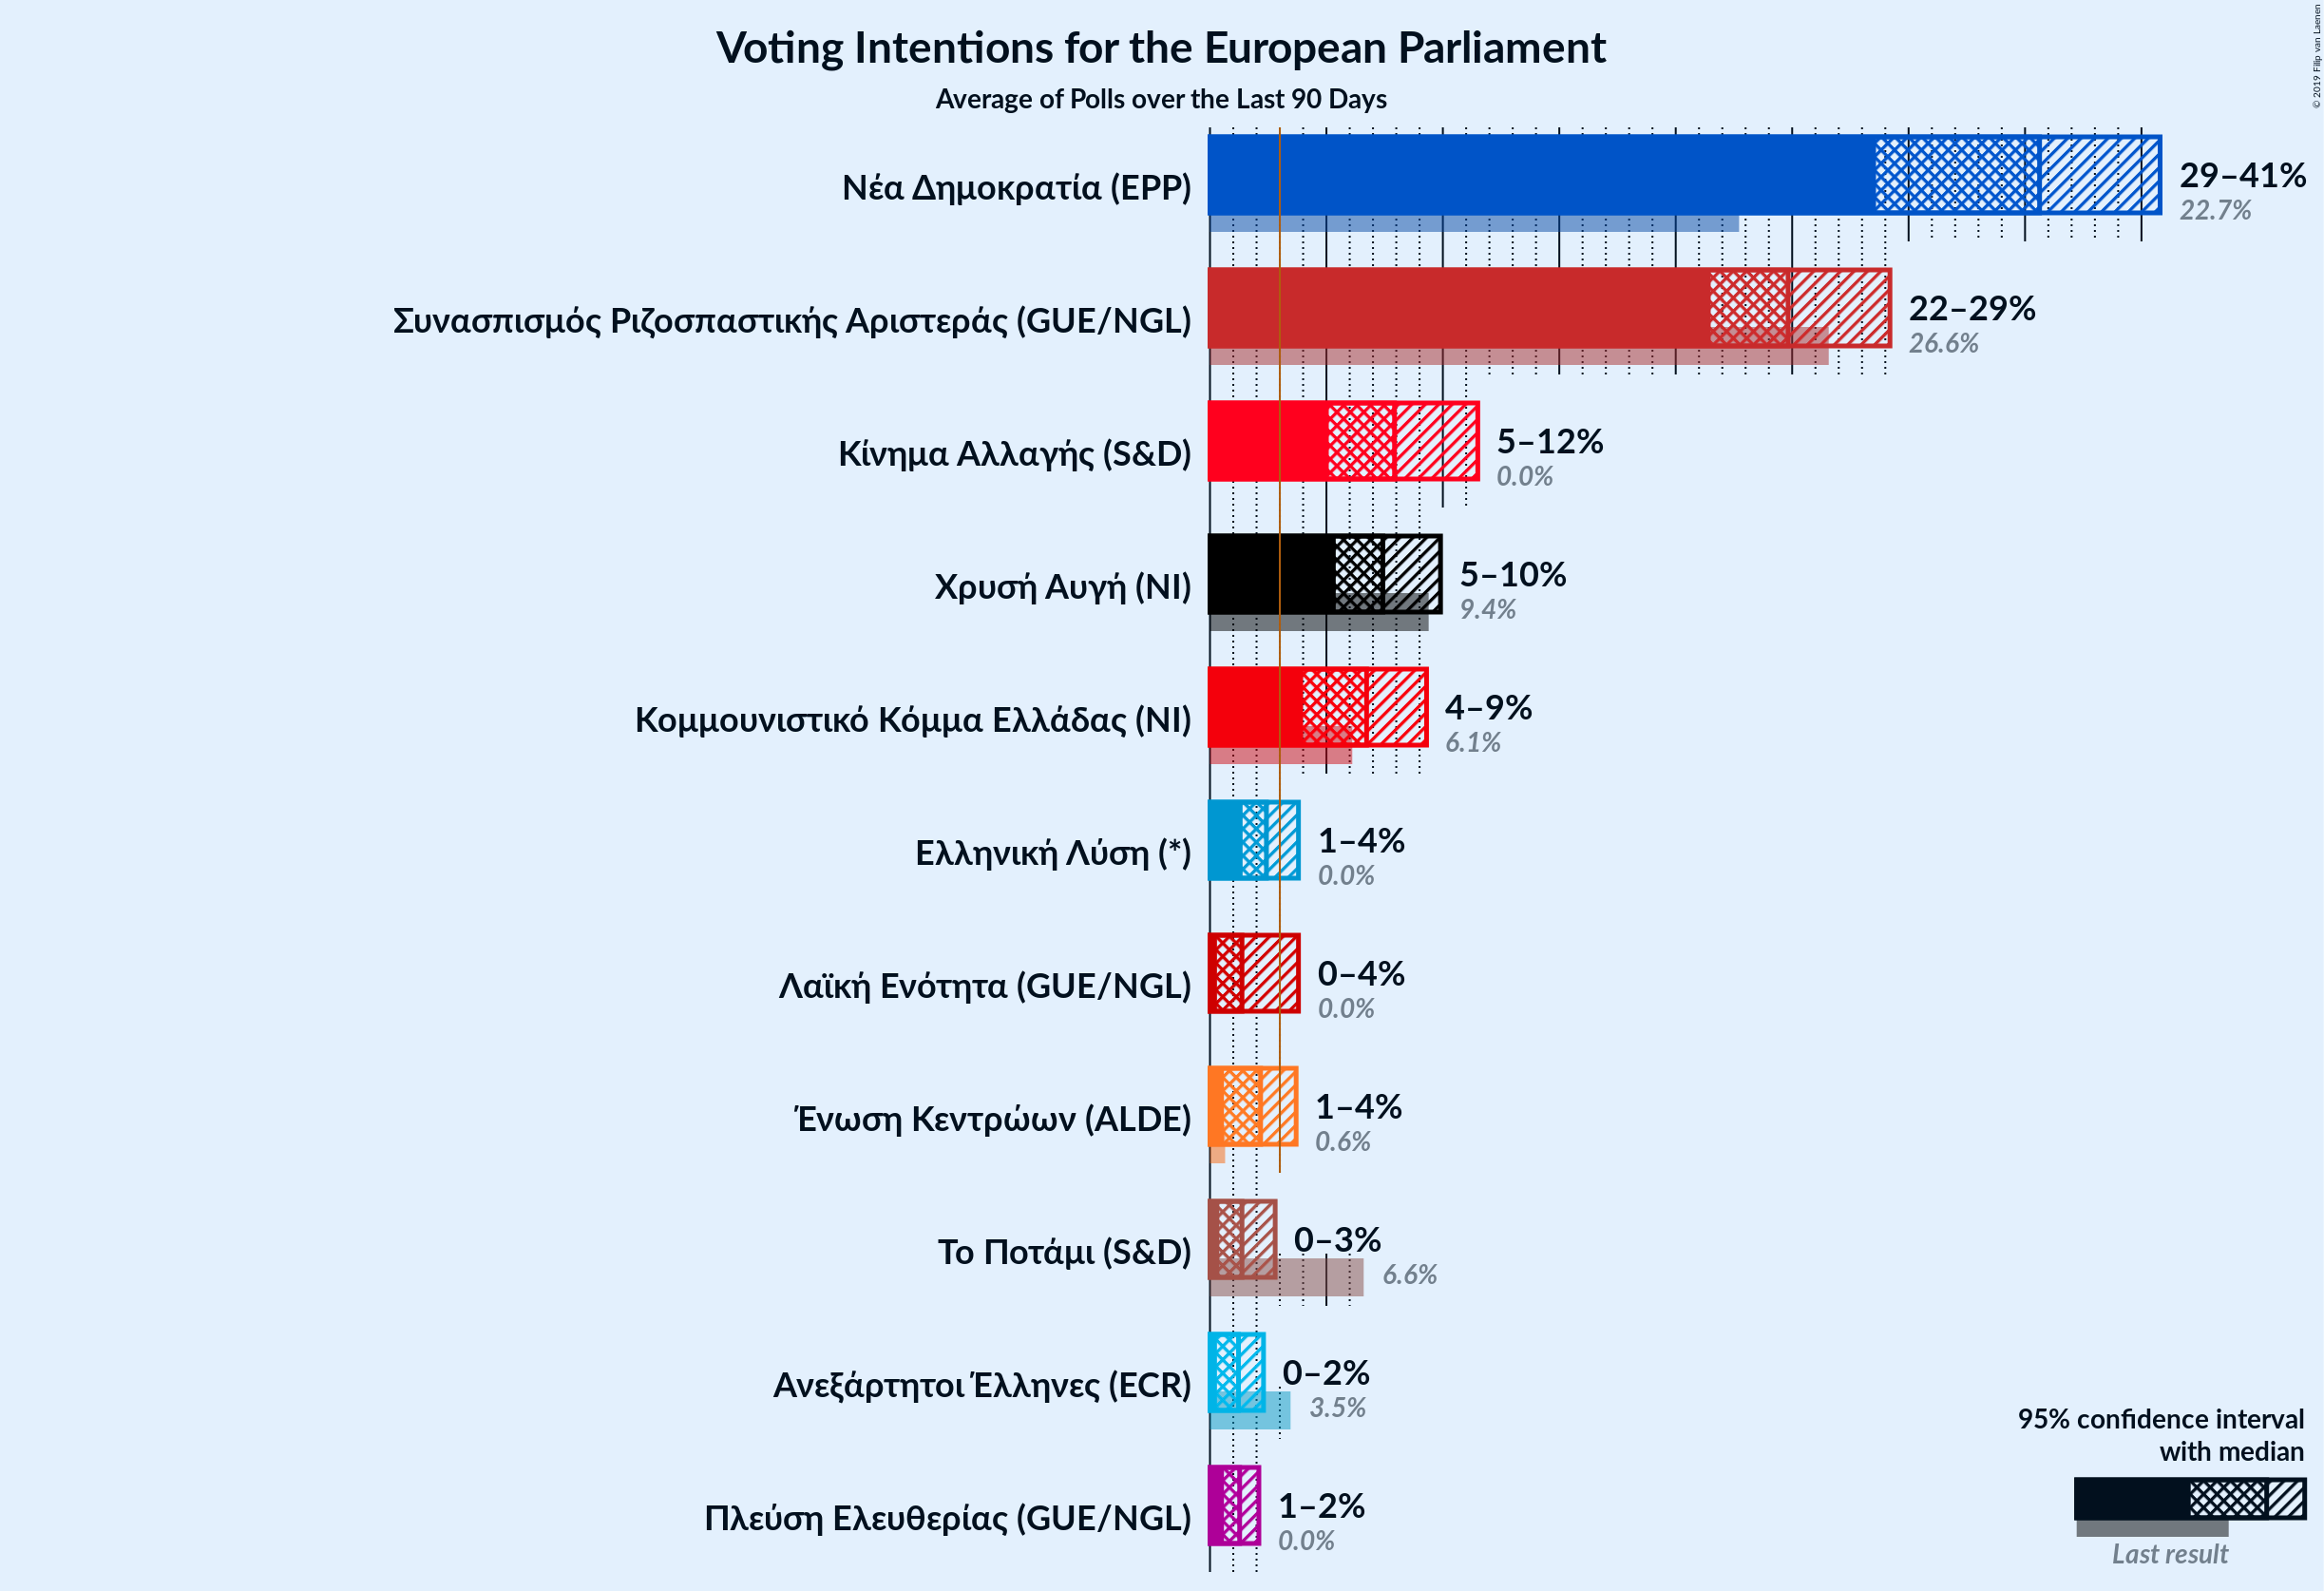 Voting Intentions for the European Parliament
Average of Polls over the Last 90 Days
© 2019 Filip van Laenen
Νέα Δημοκρατία (EPP)
29–41%
22.7%
Συνασπισμός Ριζοσπαστικής Αριστεράς (GUE/NGL)
22–29%
26.6%
Κίνημα Αλλαγής (S&D)
5–12%
0.0%
Χρυσή Αυγή (NI)
5–10%
9.4%
Κομμουνιστικό Κόμμα Ελλάδας (NI)
4–9%
6.1%
Ελληνική Λύση (*)
1–4%
0.0%
Λαϊκή Ενότητα (GUE/NGL)
0–4%
0.0%
Ένωση Κεντρώων (ALDE)
1–4%
0.6%
Το Ποτάμι (S&D)
0–3%
6.6%
Ανεξάρτητοι Έλληνες (ECR)
0–2%
3.5%
Πλεύση Ελευθερίας (GUE/NGL)
1–2%
0.0%
95% confidence interval
with median
Last result